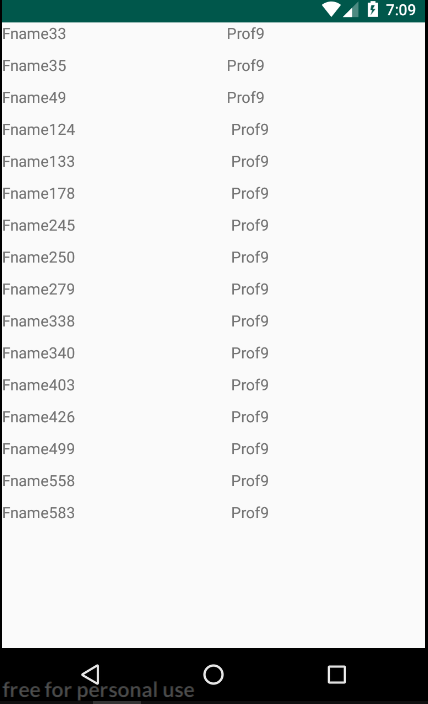 7:09
Fname33 Prof9
Fname35 Prof9
Fname49 Prof9
Fname124 Prof9
Fname133 Prof9
Fname178 Prof9
Fname245 Prof9
Fname250 Prof9
Fname279 Prof9
Fname338 Prof9
Fname340 Prof9
Fname403 Prof9
Fname426 Prof9
Fname499 Prof9
Fname558 Prof9
Fname583 Prof9
free for personal use